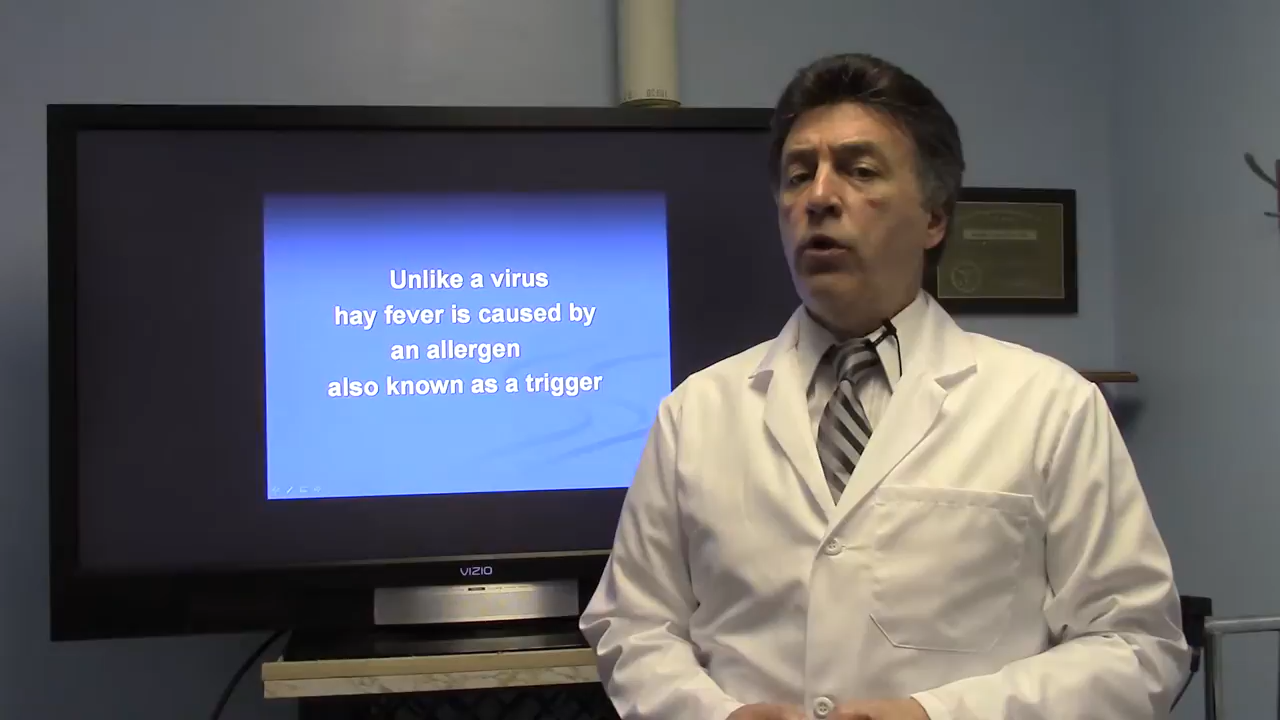 Unlike a virus
hay fever is caused by
an allergen
also known as a trigger
VIZIO